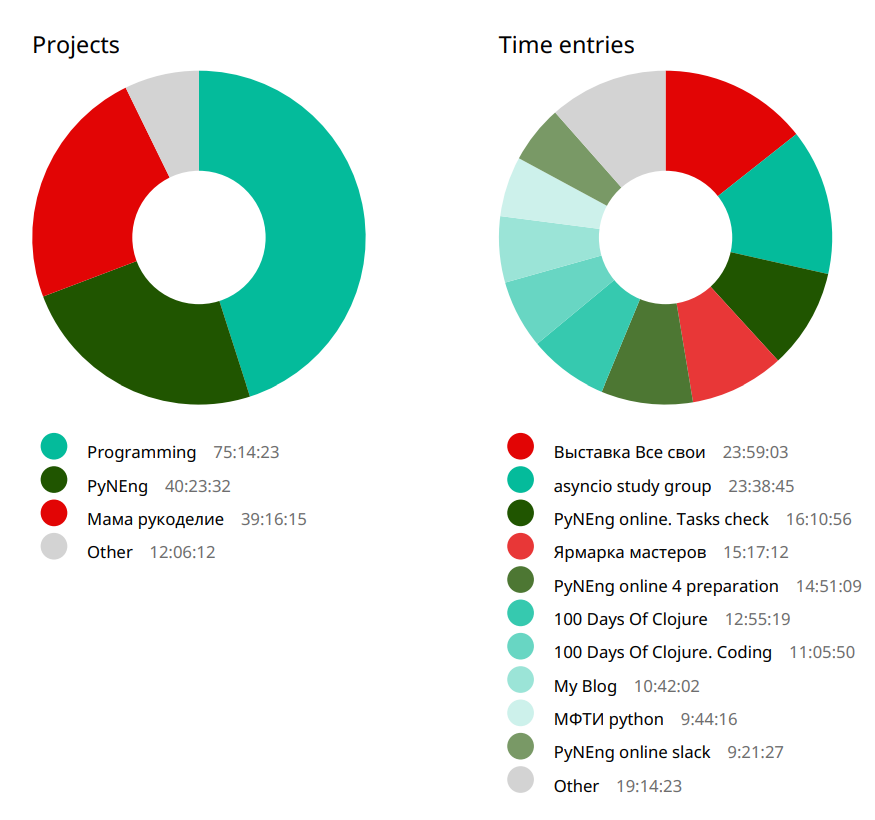 Projects
Programming 75:14:23
PyNEng 40:23:32
Мама рукоделие 39:16:15
Other 12:06:12
Time entries
Выставка Все свои 23:59:03
asyncio study group 23:38:45
PyNEng online. Tasks check 16:10:56
Ярмарка мастеров 15:17:12
PyNEng online 4 preparation 14:51:09
100 Days Of Clojure 12:55:19
100 Days Of Clojure. Coding 11:05:50
My Blog 10:42:02
МФТИ python 9:44:16
PyNEng online slack 9:21:27
Other 19:14:23